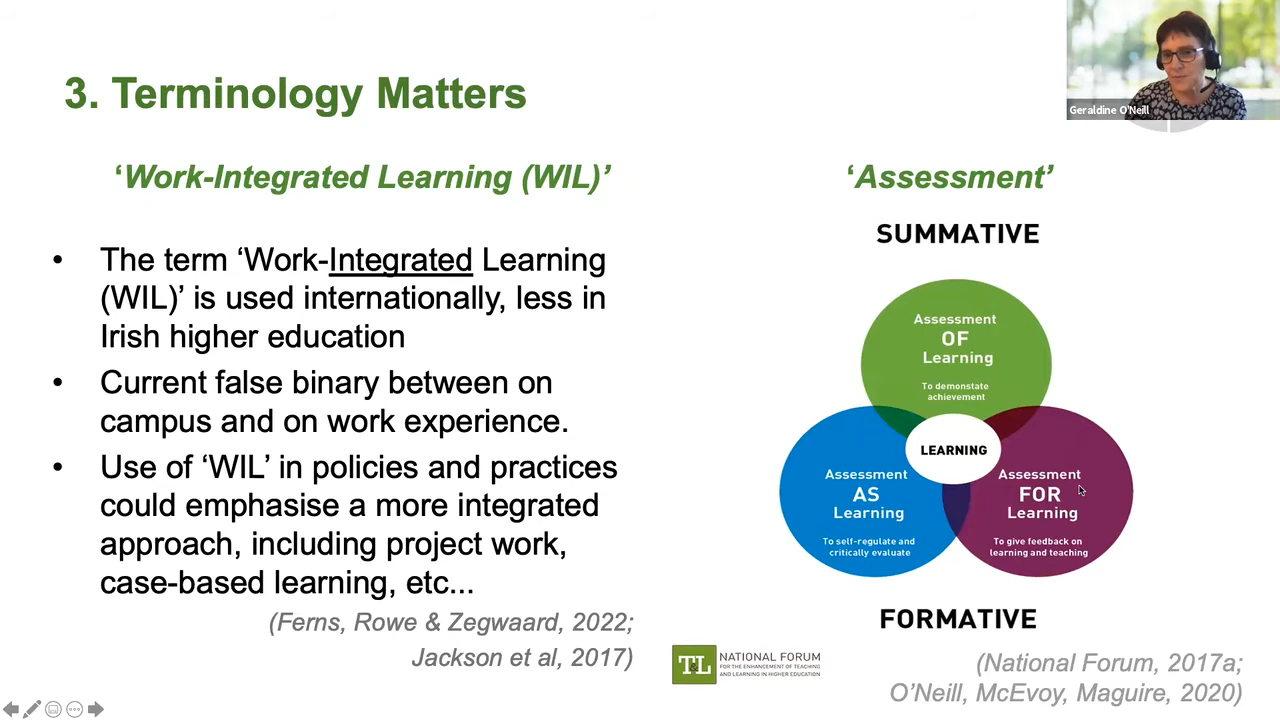 3. Terminology Matters
Geraldine O'Neill
‘Work-Integrated Learning (WIL)’
• The term ‘Work-Integrated Learning
(WIL)’ is used internationally, less in
Irish higher education
• Current false binary between on
campus and on work experience.
• Use of ‘WIL’ in policies and practices
could emphasise a more integrated
approach, including project work,
case-based learning, etc...
(Ferns, Rowe & Zegwaard, 2022;
Jackson et al, 2017)
‘Assessment’
SUMMATIVE
Assessment
OF
Learning
To demonstate
achievement
LEARNING
Assessment
AS
Learning
To self-regulate and
critically evaluate
Assessment
FOR
Learning
To give feedback on
learning and teaching
FORMATIVE
T&L
NATIONAL FORUM
FOR THE ENHANCEMENT OF TEACHING
AND LEARNING IN HIGHER EDUCATION
(National Forum, 2017a;
O’Neill, McEvoy, Maguire, 2020)